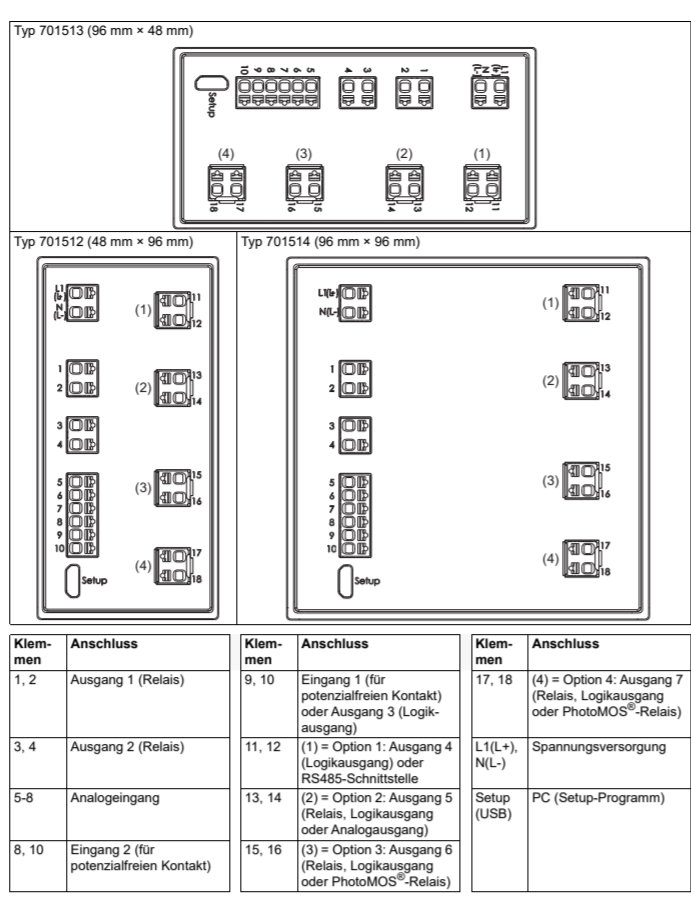 Typ 701513 (96 mm × 48 mm)
10 9 8 7 6 5 4 3 2 1 N (L-) L1 (L+)
Setup
(4) (3) (2) (1)
18 17 16 15 14 13 12 11
Typ 701512 (48 mm × 96 mm)
L1
(L+)
N
(L-)
(1)
11
12
1
2
(2)
13
14
3
4
5
6
7
8
9
10
(3)
15
16
Setup
(4)
17
18
Typ 701514 (96 mm × 96 mm)
L1(L+)
N(L-)
(1)
11
12
1
2
(2)
13
14
3
4
5
6
7
8
9
10
(3)
15
16
Setup
(4)
17
18
Klem-
men
Anschluss
1, 2 Ausgang 1 (Relais)
3, 4 Ausgang 2 (Relais)
5-8 Analogeingang
8, 10 Eingang 2 (für
potenzialfreien Kontakt)
Klem-
men
Anschluss
9, 10 Eingang 1 (für
potenzialfreien Kontakt)
oder Ausgang 3 (Logik-
ausgang)
11, 12 (1) = Option 1: Ausgang 4
(Logikausgang) oder
RS485-Schnittstelle
13, 14 (2) = Option 2: Ausgang 5
(Relais, Logikausgang
oder Analogausgang)
15, 16 (3) = Option 3: Ausgang 6
(Relais, Logikausgang
oder PhotoMOS®-Relais)
Klem-
men
Anschluss
17, 18 (4) = Option 4: Ausgang 7
(Relais, Logikausgang
oder PhotoMOS®-Relais)
L1(L+), Spannungsversorgung
N(L-)
Setup PC (Setup-Programm)
(USB)